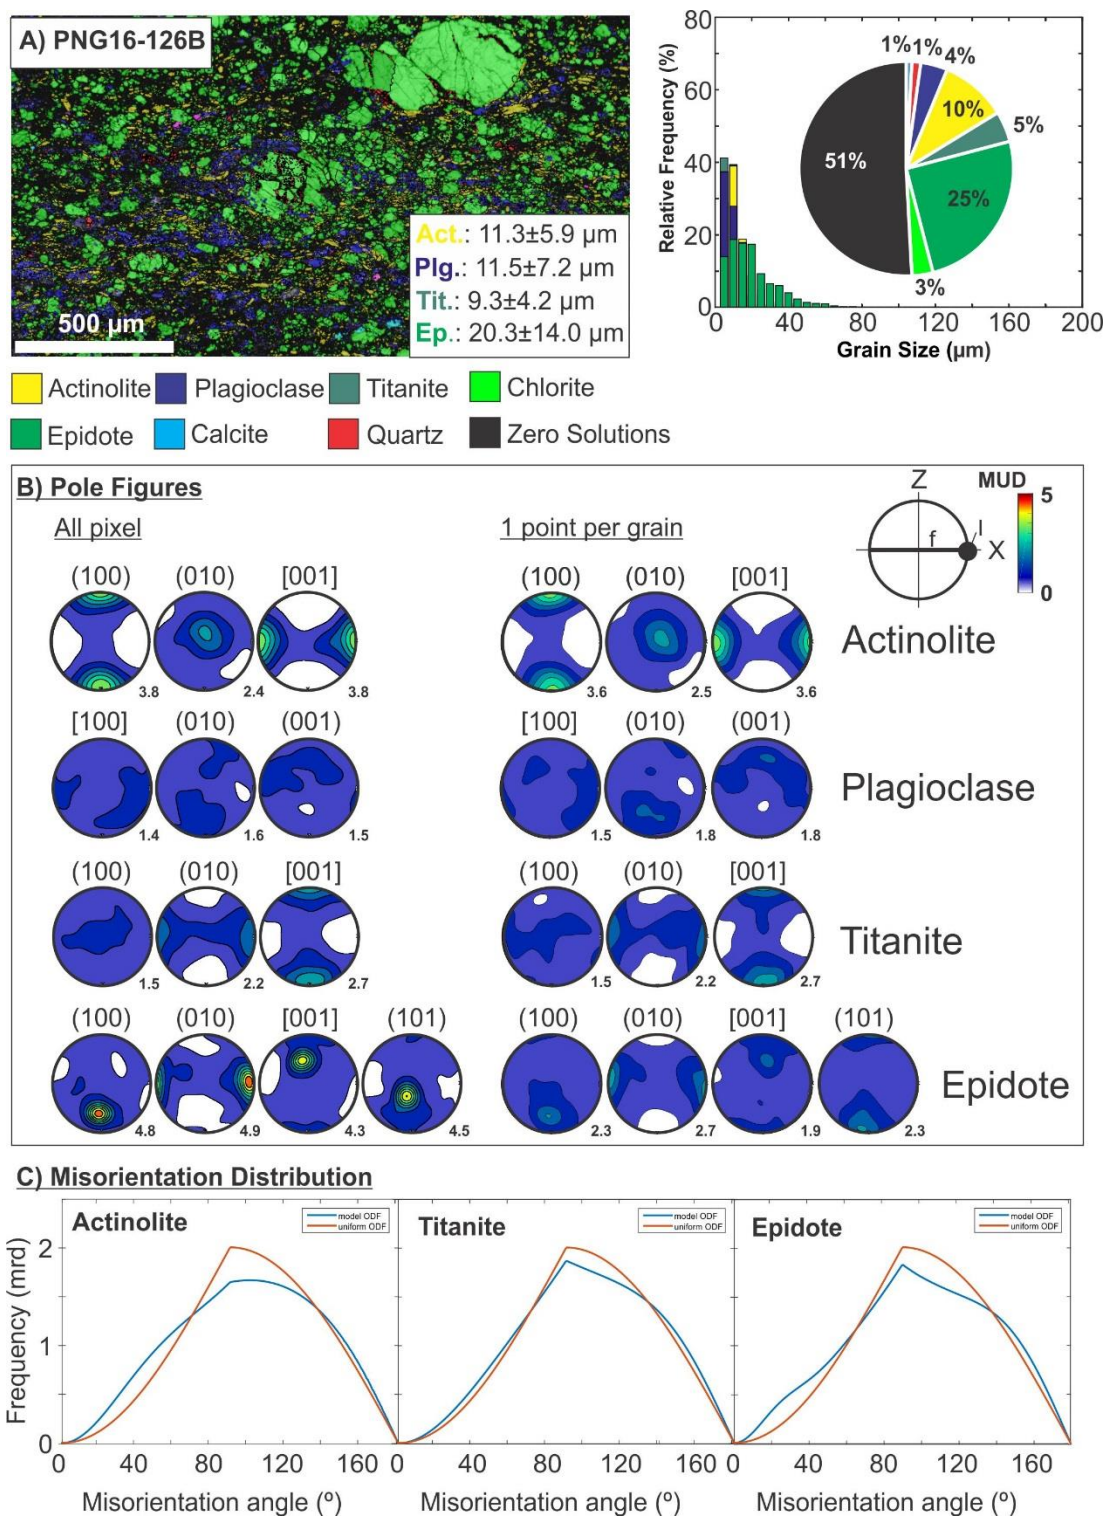 A) PNG16-126B
Act.: 11.3±5.9 µm
Plg.: 11.5±7.2 µm
Tit.: 9.3±4.2 µm
Ep.: 20.3±14.0 µm
500 µm
Relative Frequency (%)
80
60
40
20
0
0 40 80 120 160 200
Grain Size (µm)
1% 1% 4%
10%
5%
25%
3%
51%
Actinolite Plagioclase Titanite Chlorite
Epidote Calcite Quartz Zero Solutions
B) Pole Figures
All pixel 1 point per grain
Z
f
l
X
MUD
5
0
(100) (010) [001] (100) (010) [001]
Actinolite
3.8 2.4 3.8 3.6 2.5 3.6
[100] (010) (001) [100] (010) (001)
Plagioclase
1.4 1.6 1.5 1.5 1.8 1.8
(100) (010) [001] (100) (010) [001]
Titanite
1.5 2.2 2.7 1.5 2.2 2.7
(100) (010) [001] (101) (100) (010) [001] (101)
Epidote
4.8 4.9 4.3 4.5 2.3 2.7 1.9 2.3
C) Misorientation Distribution
Actinolite
model ODF
uniform ODF
Titanite
model ODF
uniform ODF
Epidote
model ODF
uniform ODF
Frequency (mrd)
2
1
0
0 40 80 120 160 0 40 80 120 160 0 40 80 120 160
Misorientation angle (º) Misorientation angle (º) Misorientation angle (º)